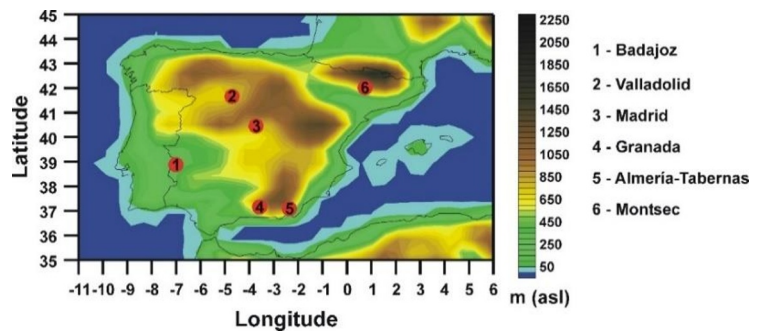 45
44
43
42
41
40
39
38
37
36
35
Latitude
-11 -10 -9 -8 -7 -6 -5 -4 -3 -2 -1 0 1 2 3 4 5 6
Longitude
1
2
3
4
5
6
2250
2050
1850
1650
1450
1250
1050
850
650
450
250
50
m (asl)
1 - Badajoz
2 - Valladolid
3 - Madrid
4 - Granada
5 - Almería-Tabernas
6 - Montsec